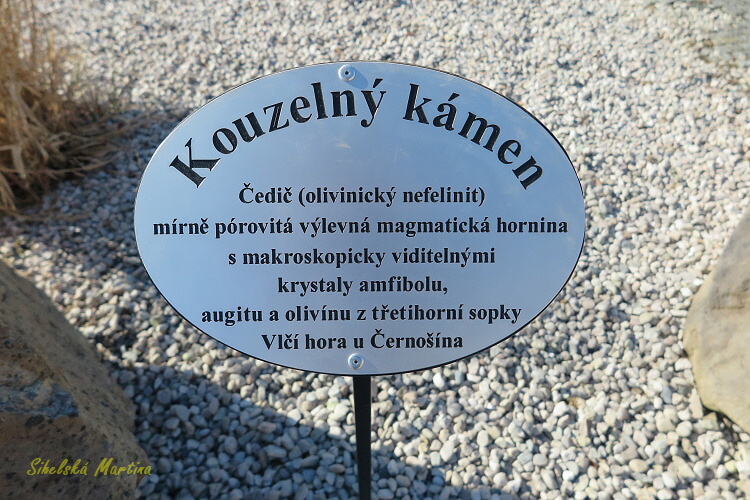 Kouzelný kámen
Čedič (olivinický nefelinit)
mírně pórovitá výlevná magmatická hornina
s makroskopicky viditelnými
krystaly amfibolu,
augitu a olivínu z třetihorní sopky
Vlčí hora u Černošína
Sihelská Martina